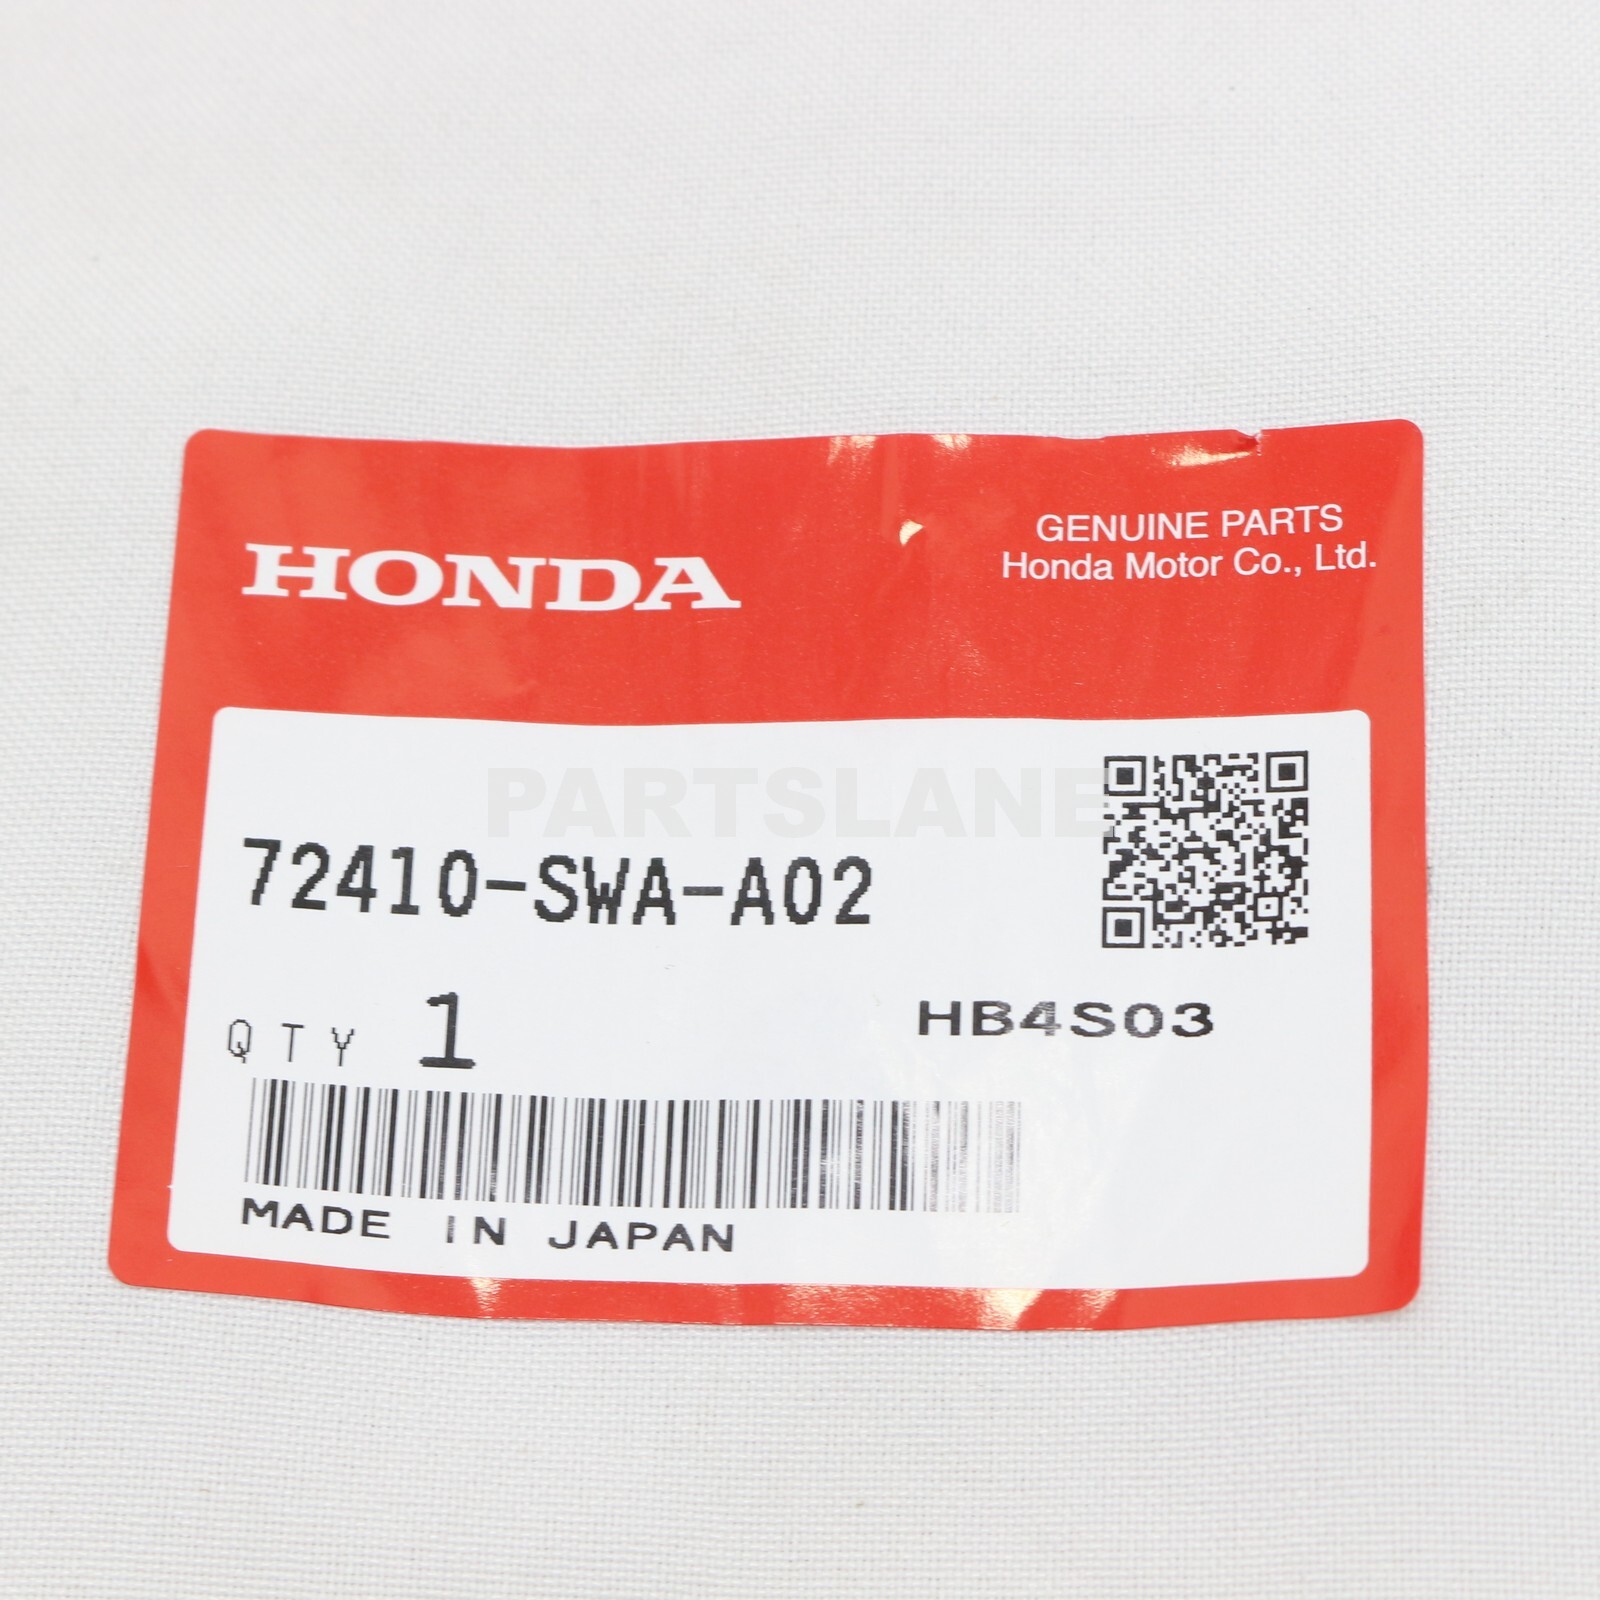 HONDA
GENUINE PARTS
Honda Motor Co., Ltd.
PARTSLANE
72410-SWA-A02
QTY 1
HB4S03
MADE IN JAPAN